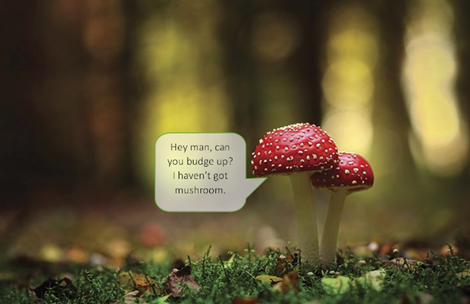 Hey man, can
you budge up?
I haven't got
mushroom.